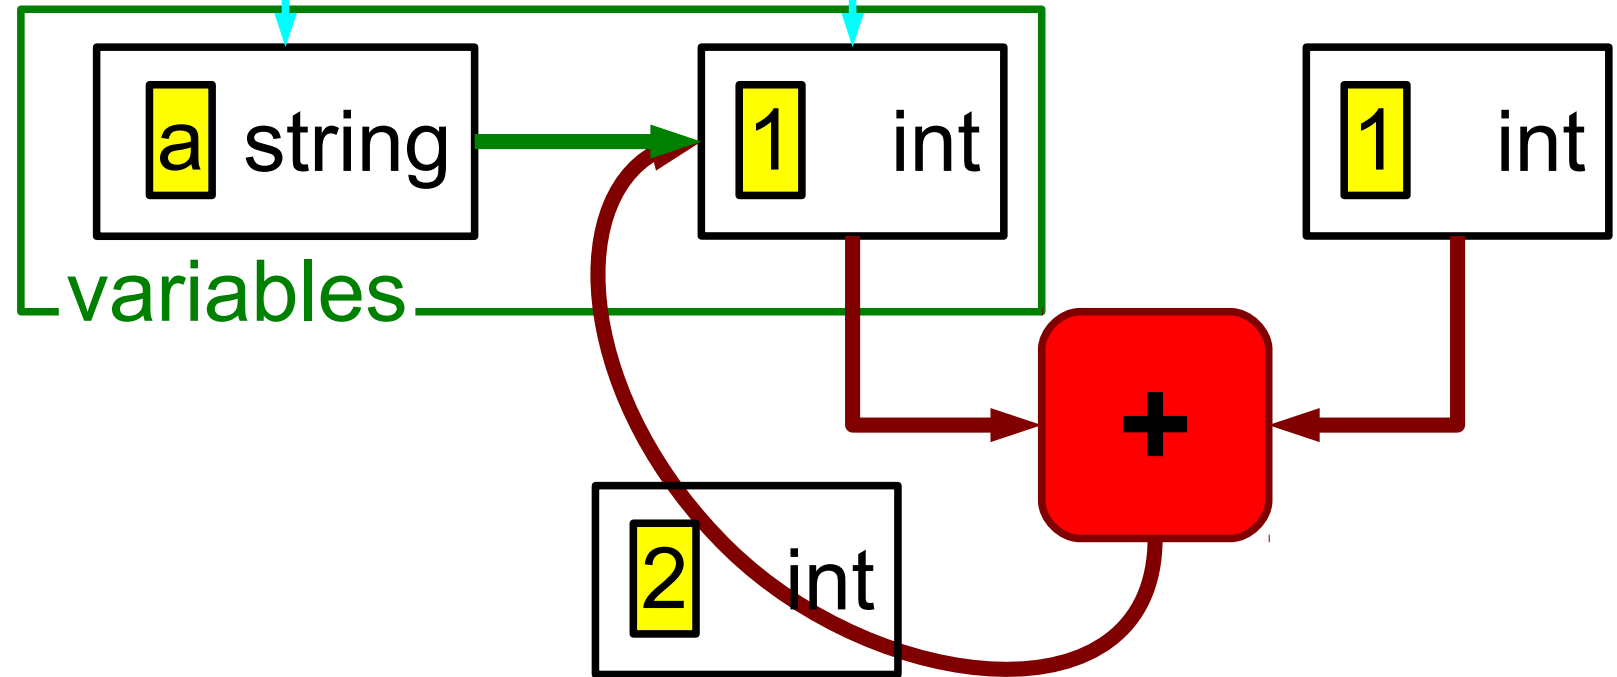 a string 1 int 1 int
variables
+
2 int